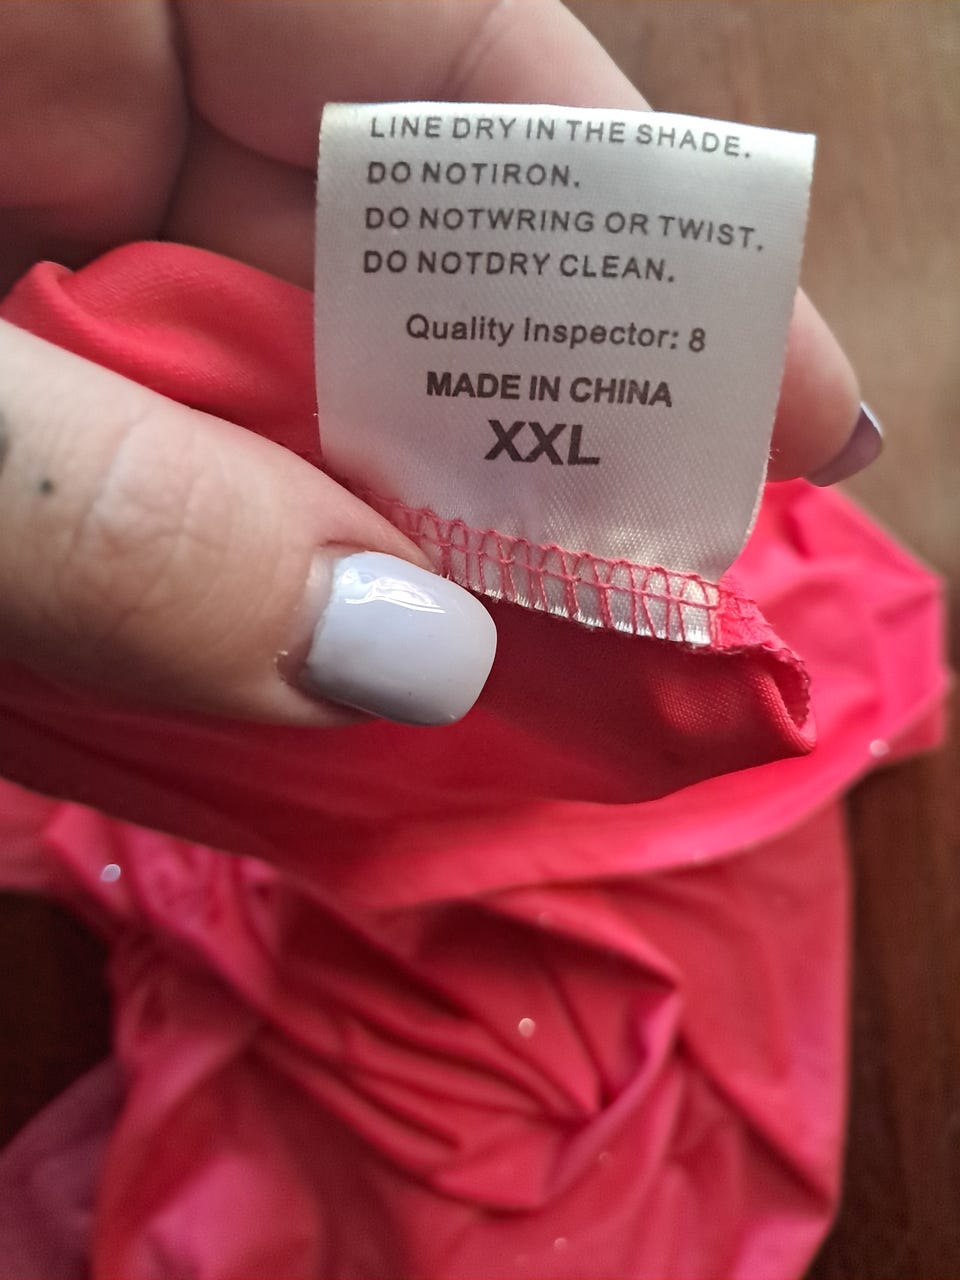 LINE DRY IN THE SHADE.
DO NOTIRON.
DO NOTWRING OR TWIST.
DO NOTDRY CLEAN.
Quality Inspector: 8
MADE IN CHINA
XXL